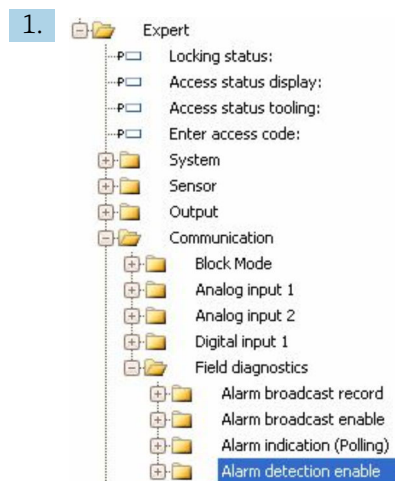 1.
Expert
Locking status:
Access status display:
Access status tooling:
Enter access code:
System
Sensor
Output
Communication
Block Mode
Analog input 1
Analog input 2
Digital input 1
Field diagnostics
Alarm broadcast record
Alarm broadcast enable
Alarm indication (Polling)
Alarm detection enable